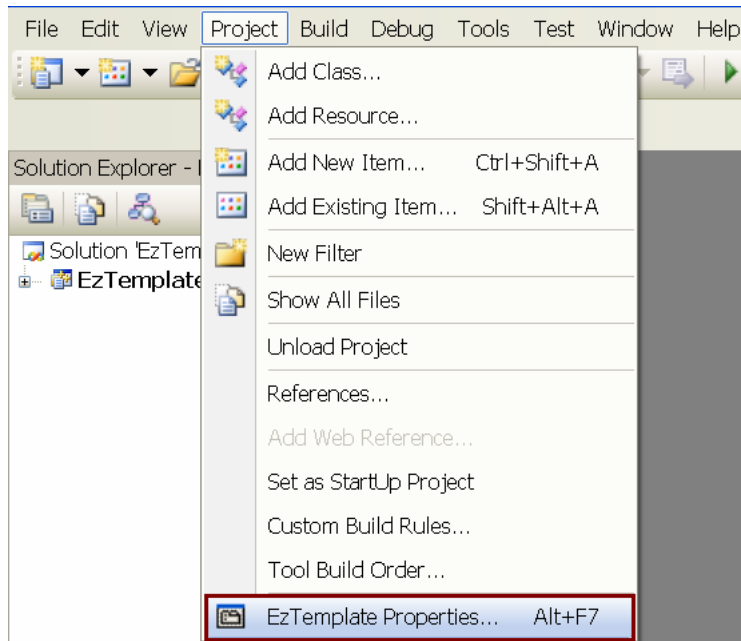 File Edit View Project Build Debug Tools Test Window Help
Add Class...
Add Resource...
Solution Explorer -
Add New Item... Ctrl+Shift+A
Add Existing Item... Shift+Alt+A
Solution 'EzTem
New Filter
EzTemplate
Show All Files
Unload Project
References...
Add Web Reference...
Set as StartUp Project
Custom Build Rules...
Tool Build Order...
EzTemplate Properties... Alt+F7